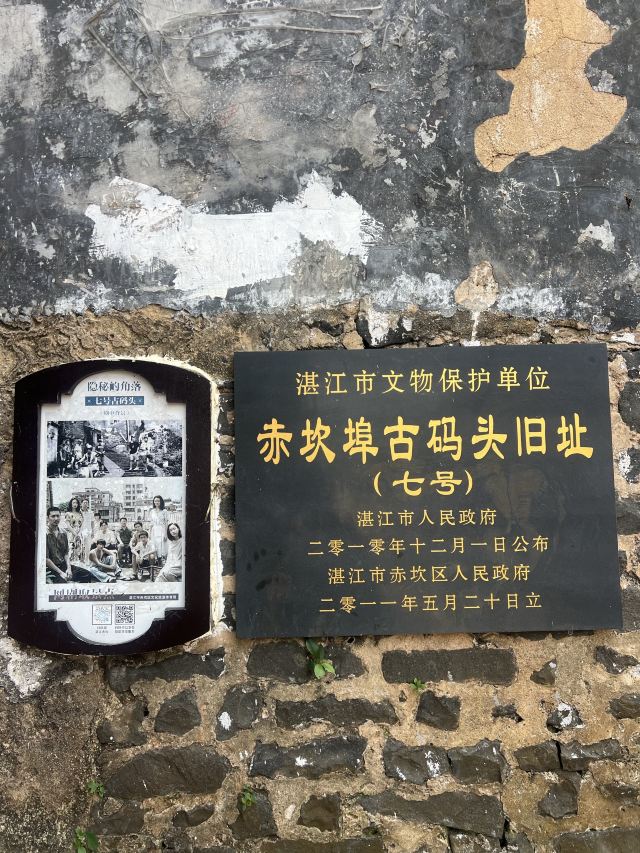 隐秘的角落
七号古码头
湛江市文物保护单位
赤坎埠古码头旧址
(七号)
湛江市人民政府
二零一零年十二月一日公布
湛江市赤坎区人民政府
二零一一年五月二十日立